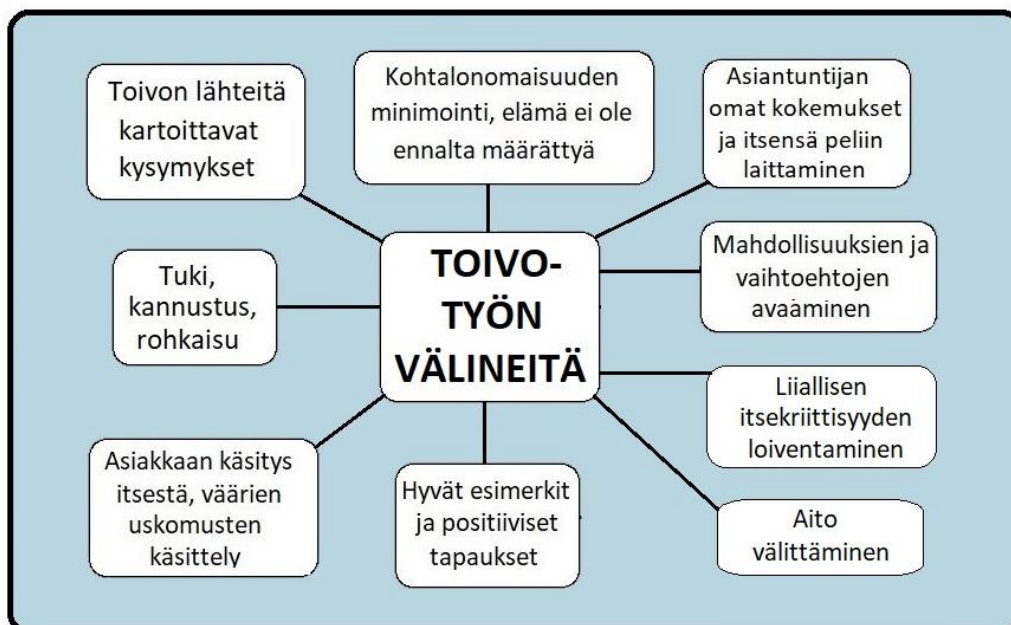 Toivon lähteitä
kartoittavat
kysymykset
Kohtalonomaisuuden
minimointi, elämä ei ole
ennalta määrättyä
Asiantuntijan
omat kokemukset
ja itsensä peliin
laittaminen
TOIVO-
TYÖN
VÄLINEITÄ
Tuki,
kannustus,
rohkaisu
Mahdollisuuksien ja
vaihtoehtojen
avaaminen
Liiallisen
itsekriittisyyden
loiventaminen
Asiakkaan käsitys
itsestä, väärien
uskomusten
käsittely
Hyvät esimerkit
ja positiiviset
tapaukset
Aito
välittäminen